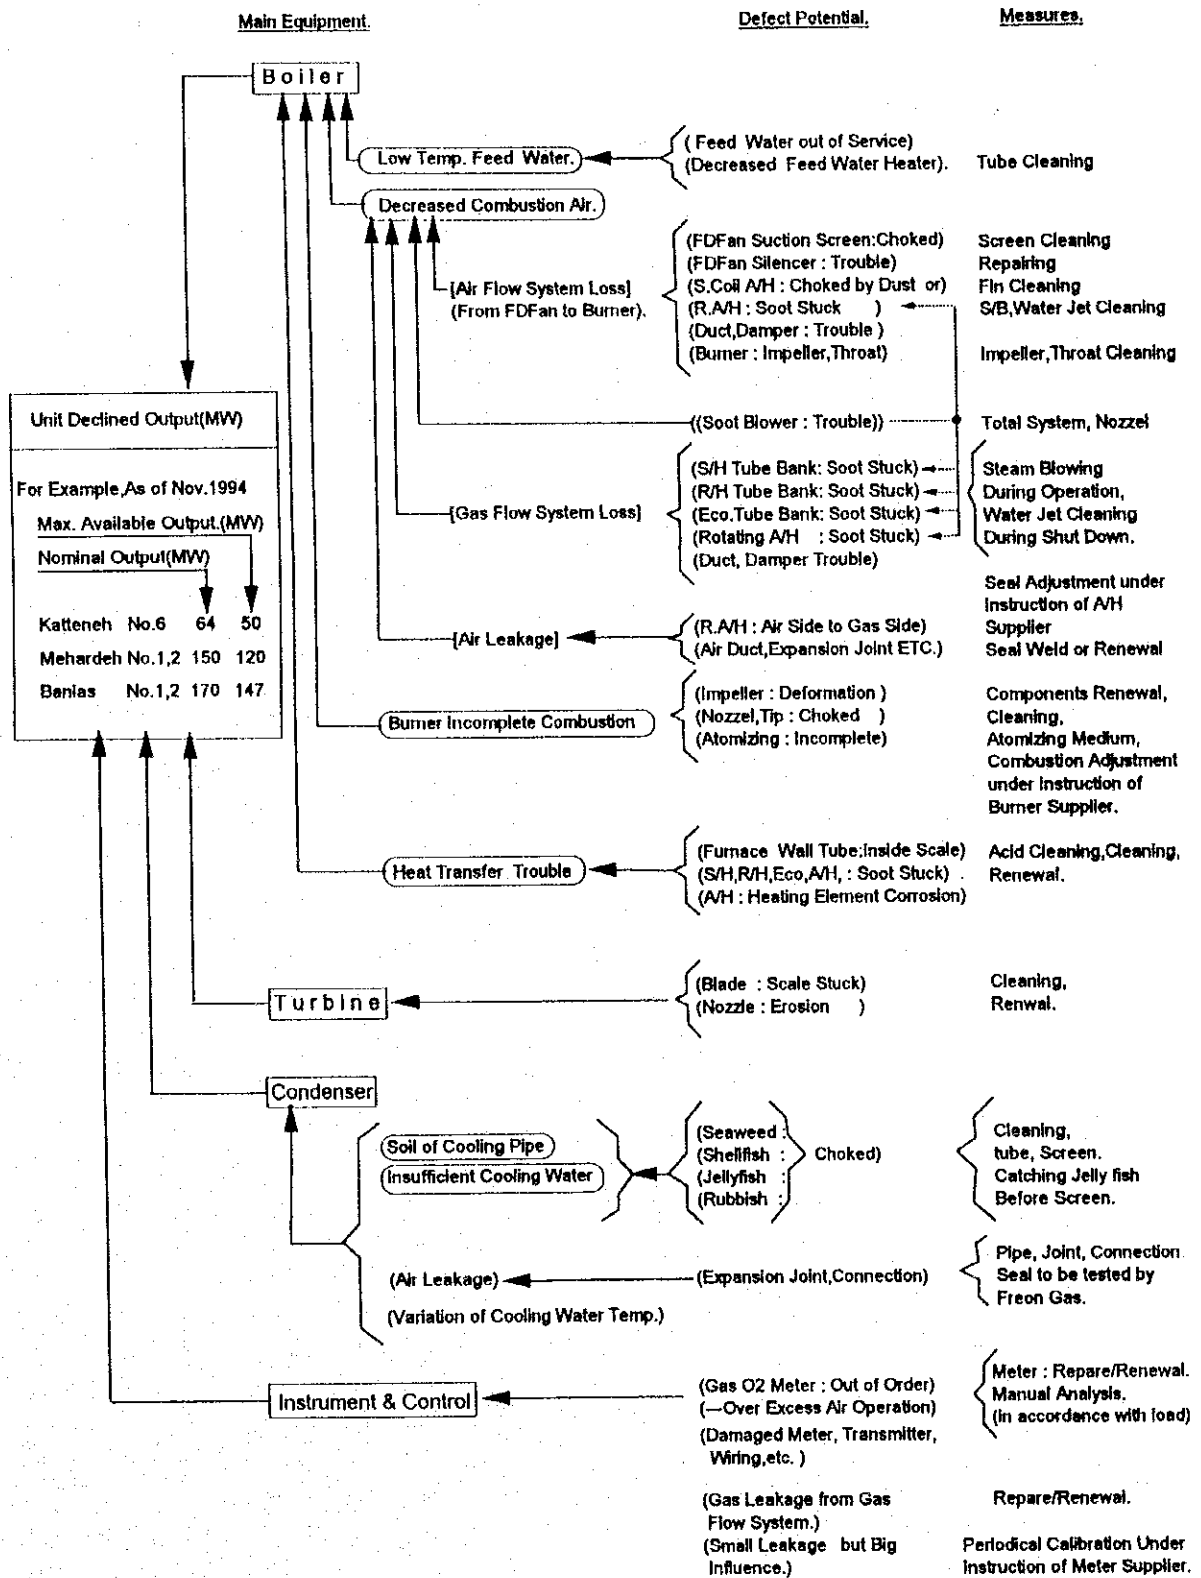 Main Equipment.
Defect Potential.
Measures.
Boiler
Low Temp. Feed Water.
( Feed Water out of Service)
(Decreased Feed Water Heater).
Tube Cleaning
Decreased Combustion Air.
[Air Flow System Loss]
(From FDFan to Burner).
(FDFan Suction Screen:Choked)
Screen Cleaning
(FDFan Silencer : Trouble)
Repairing
(S.Coil A/H : Choked by Dust or)
Fin Cleaning
(R.A/H : Soot Stuck )
S/B,Water Jet Cleaning
(Duct,Damper : Trouble )
(Burner : Impeller,Throat)
Impeller,Throat Cleaning
((Soot Blower : Trouble))
Total System, Nozzel
[Gas Flow System Loss]
(S/H Tube Bank: Soot Stuck)
(R/H Tube Bank: Soot Stuck)
(Eco.Tube Bank: Soot Stuck)
(Rotating A/H : Soot Stuck)
(Duct, Damper Trouble)
Steam Blowing
During Operation,
Water Jet Cleaning
During Shut Down.
[Air Leakage]
(R.A/H : Air Side to Gas Side)
(Air Duct,Expansion Joint ETC.)
Seal Adjustment under
Instruction of A/H
Supplier
Seal Weld or Renewal
Burner Incomplete Combustion
(Impeller : Deformation )
(Nozzel,Tip : Choked )
(Atomizing : Incomplete)
Components Renewal,
Cleaning,
Atomizing Medium,
Combustion Adjustment
under Instruction of
Burner Supplier.
Heat Transfer Trouble
(Furnace Wall Tube:Inside Scale)
(S/H,R/H,Eco,A/H, : Soot Stuck)
(A/H : Heating Element Corrosion)
Acid Cleaning,Cleaning,
Renewal.
Unit Declined Output(MW)
For Example,As of Nov.1994
Max. Available Output.(MW)
Nominal Output(MW)
Katteneh No.6 64 50
Mehardeh No.1,2 150 120
Banias No.1,2 170 147
Turbine
(Blade : Scale Stuck)
(Nozzle : Erosion )
Cleaning,
Renwal.
Condenser
Soil of Cooling Pipe
Insufficient Cooling Water
(Seaweed :
(Shellfish :
(Jellyfish :
(Rubbish :
Choked)
Cleaning,
tube, Screen.
Catching Jelly fish
Before Screen.
(Air Leakage)
(Expansion Joint,Connection)
Pipe, Joint, Connection
Seal to be tested by
Freon Gas.
(Variation of Cooling Water Temp.)
Instrument & Control
(Gas O2 Meter : Out of Order)
(—Over Excess Air Operation)
(Damaged Meter, Transmitter,
Wiring,etc. )
Meter : Repare/Renewal.
Manual Analysis.
(in accordance with load)
(Gas Leakage from Gas
Flow System.)
Repare/Renewal.
(Small Leakage but Big
Influence.)
Periodical Calibration Under
Instruction of Meter Supplier.